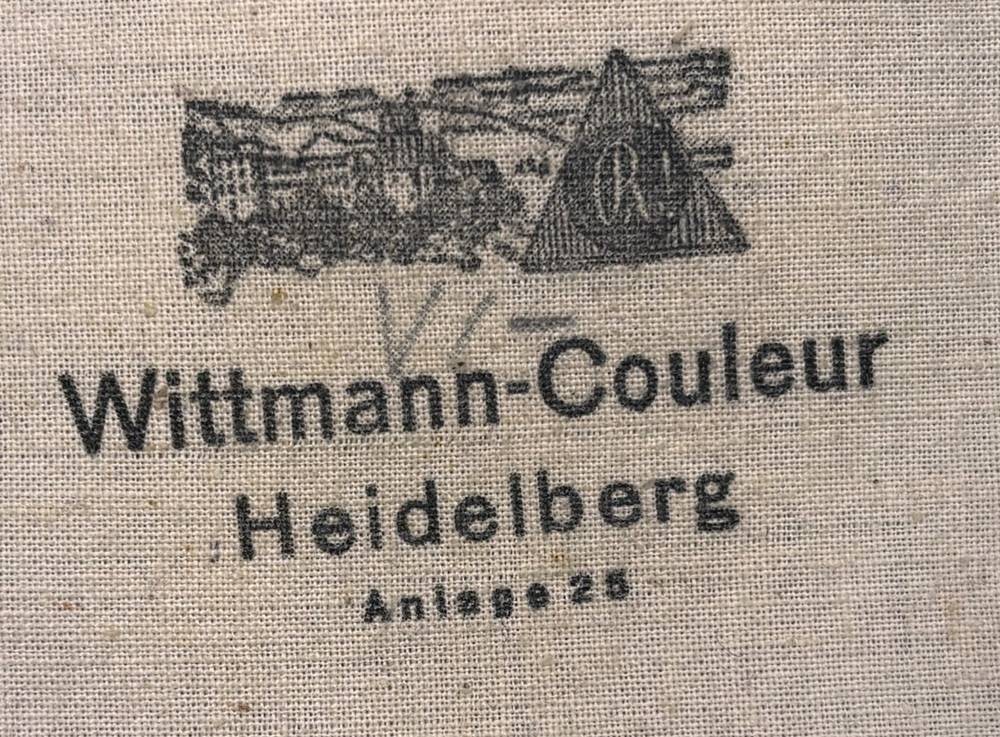 Wittmann-Couleur
Heidelberg
Anlage 25